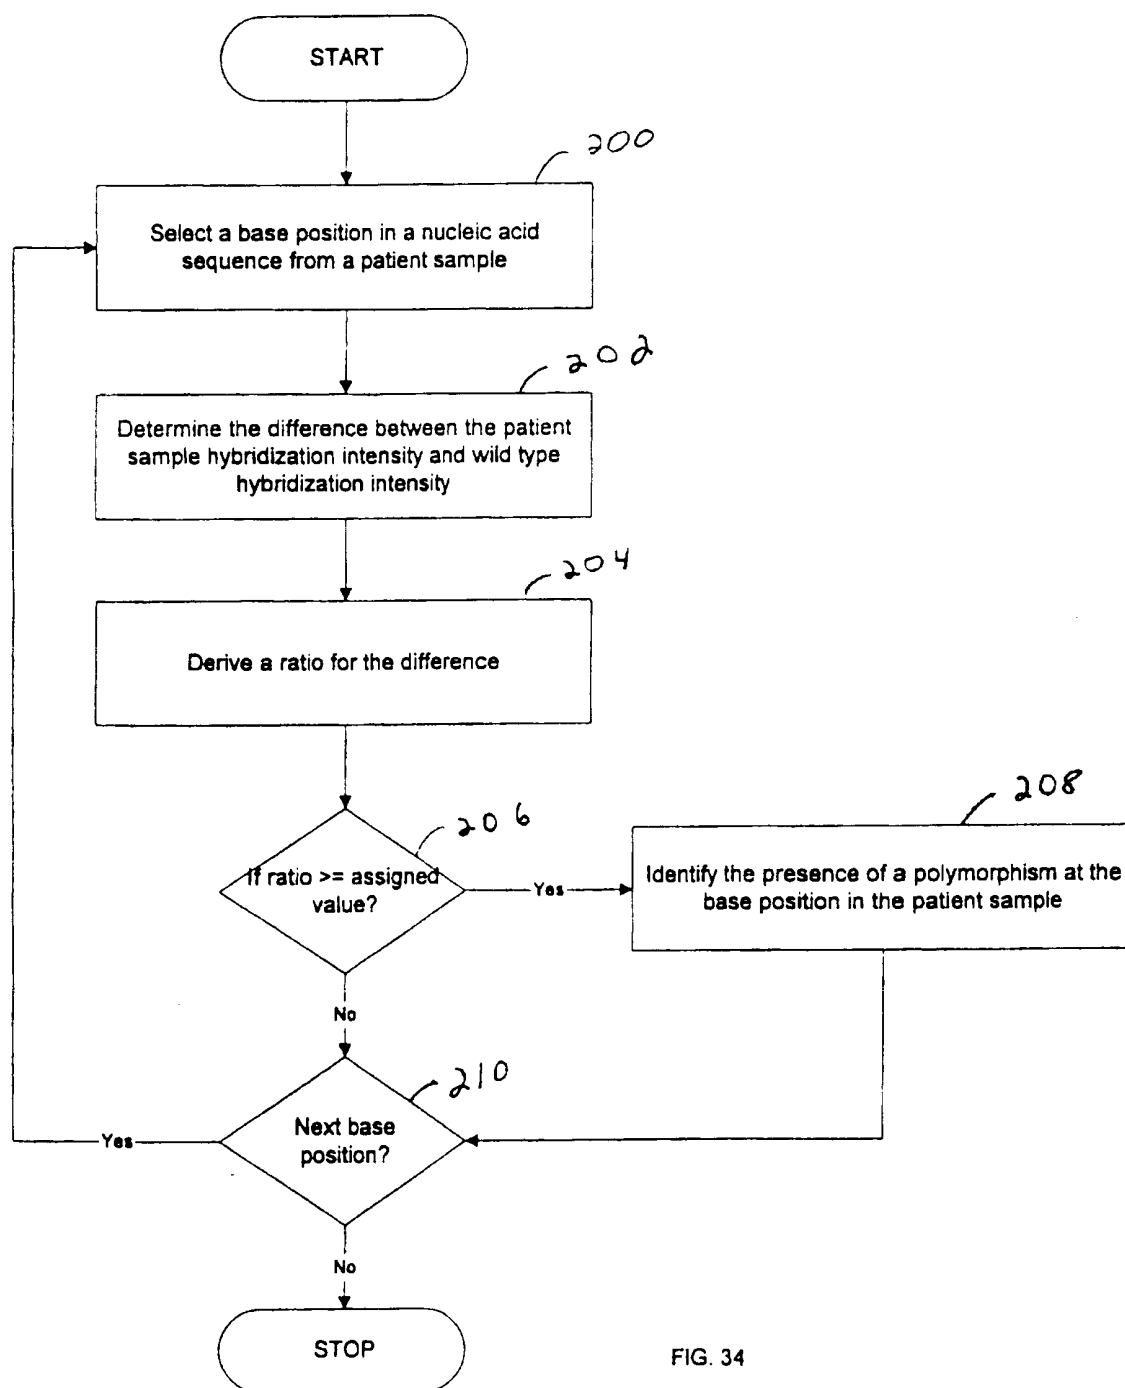 START
200
Select a base position in a nucleic acid
sequence from a patient sample
202
Determine the difference between the patient
sample hybridization intensity and wild type
hybridization intensity
204
Derive a ratio for the difference
206
If ratio >= assigned
value?
Yes
208
Identify the presence of a polymorphism at the
base position in the patient sample
No
210
Next base
position?
Yes
No
STOP
FIG. 34